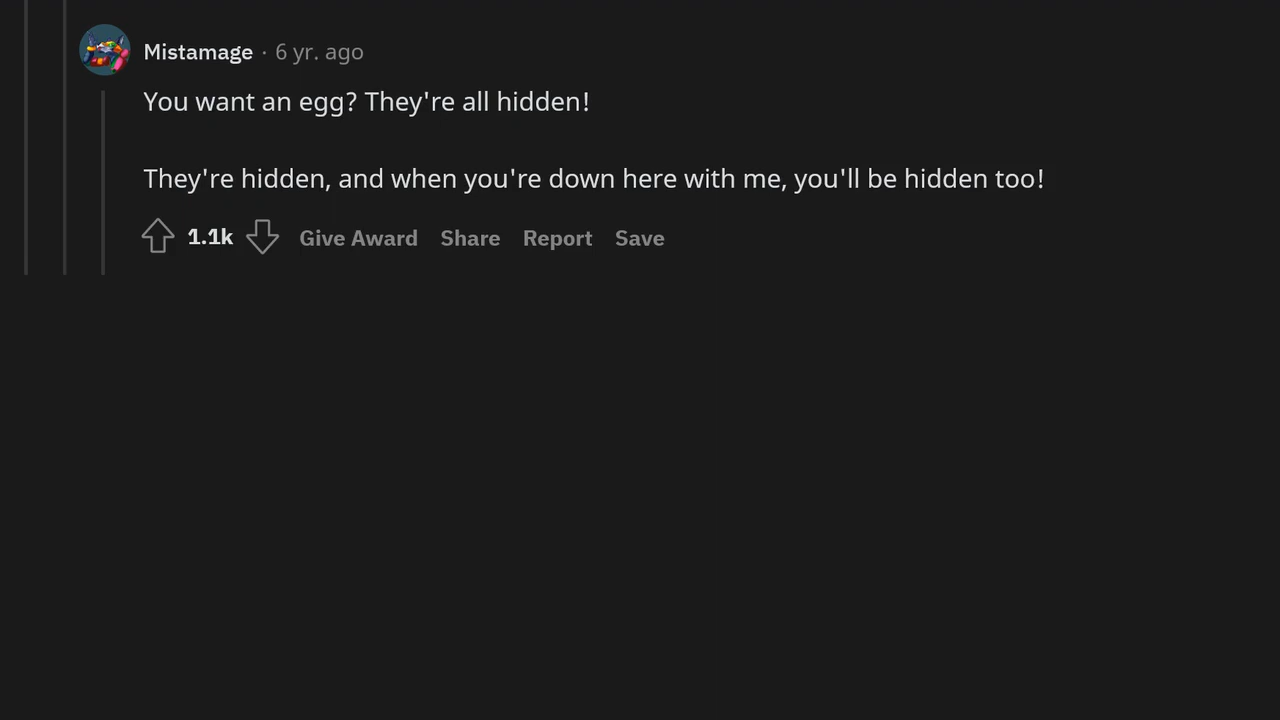 Mistamage · 6 yr. ago
You want an egg? They're all hidden!
They're hidden, and when you're down here with me, you'll be hidden too!
1.1k Give Award Share Report Save